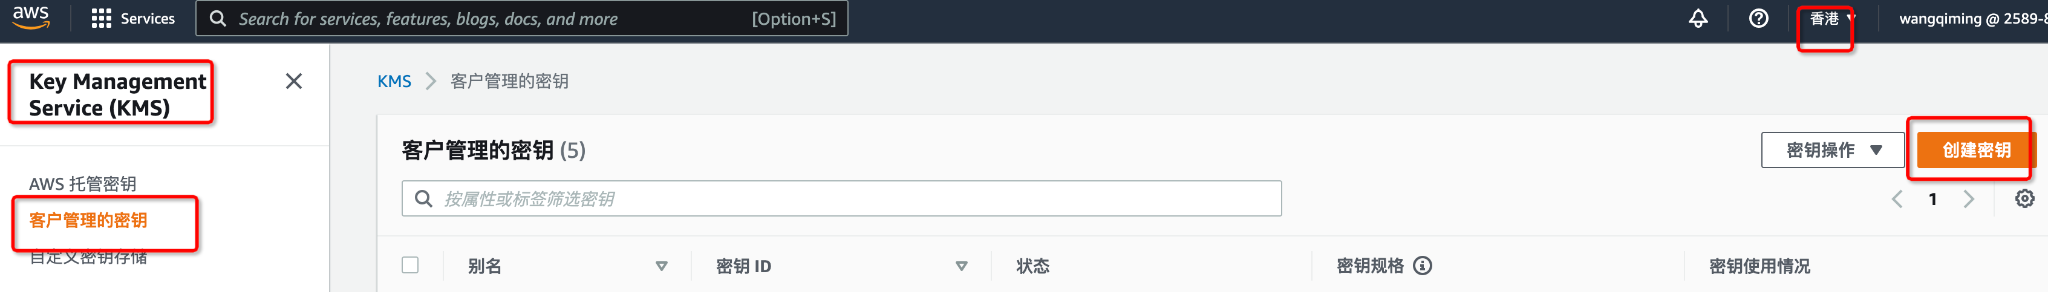 aws
Services
Search for services, features, blogs, docs, and more
[Option+S]
香港
wangqiming @ 2589-8
Key Management
Service (KMS)
AWS 托管密钥
客户管理的密钥
自定义密钥存储
KMS
客户管理的密钥
客户管理的密钥 (5)
密钥操作
创建密钥
按属性或标签筛选密钥
1
别名
密钥 ID
状态
密钥规格
密钥使用情况